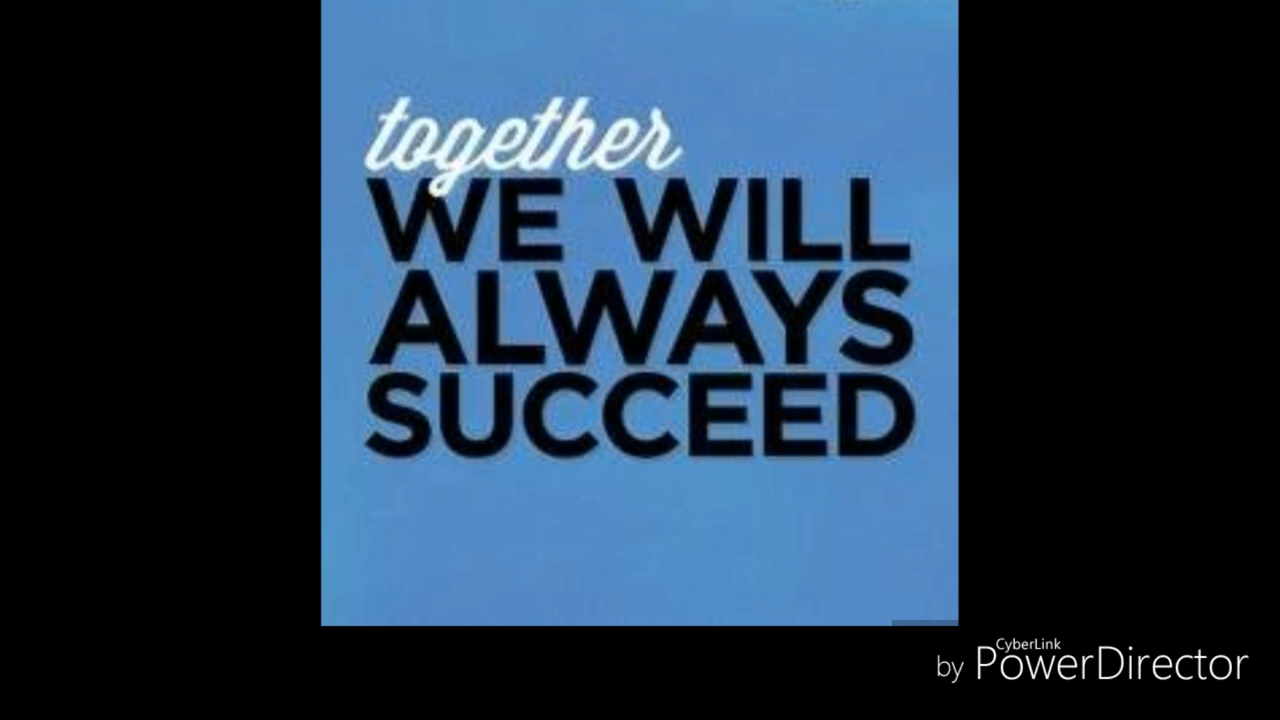 together
WE WILL
ALWAYS
SUCCEED
CyberLink
by PowerDirector